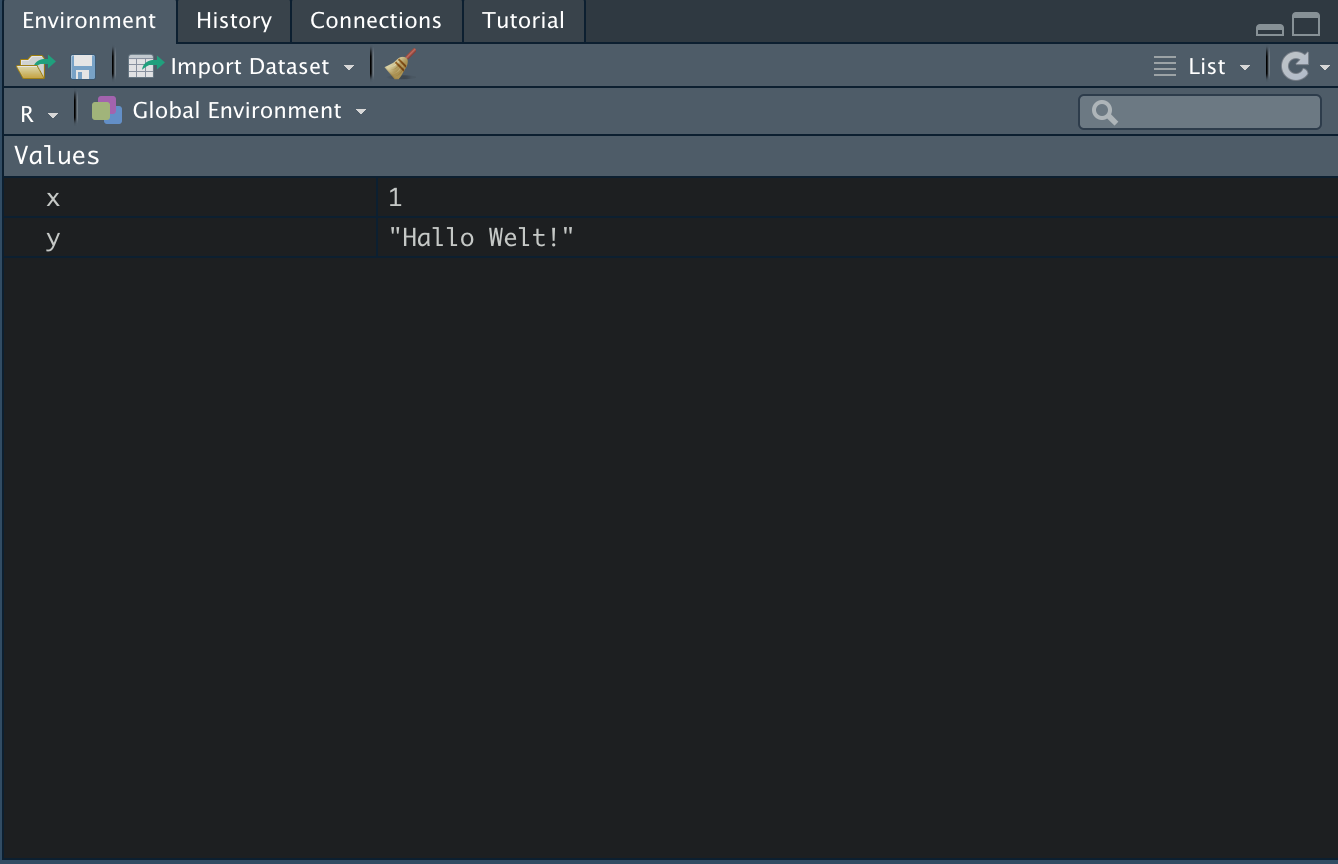 Environment History Connections Tutorial
Import Dataset List
R Global Environment
Values
x 1
y "Hallo Welt!"